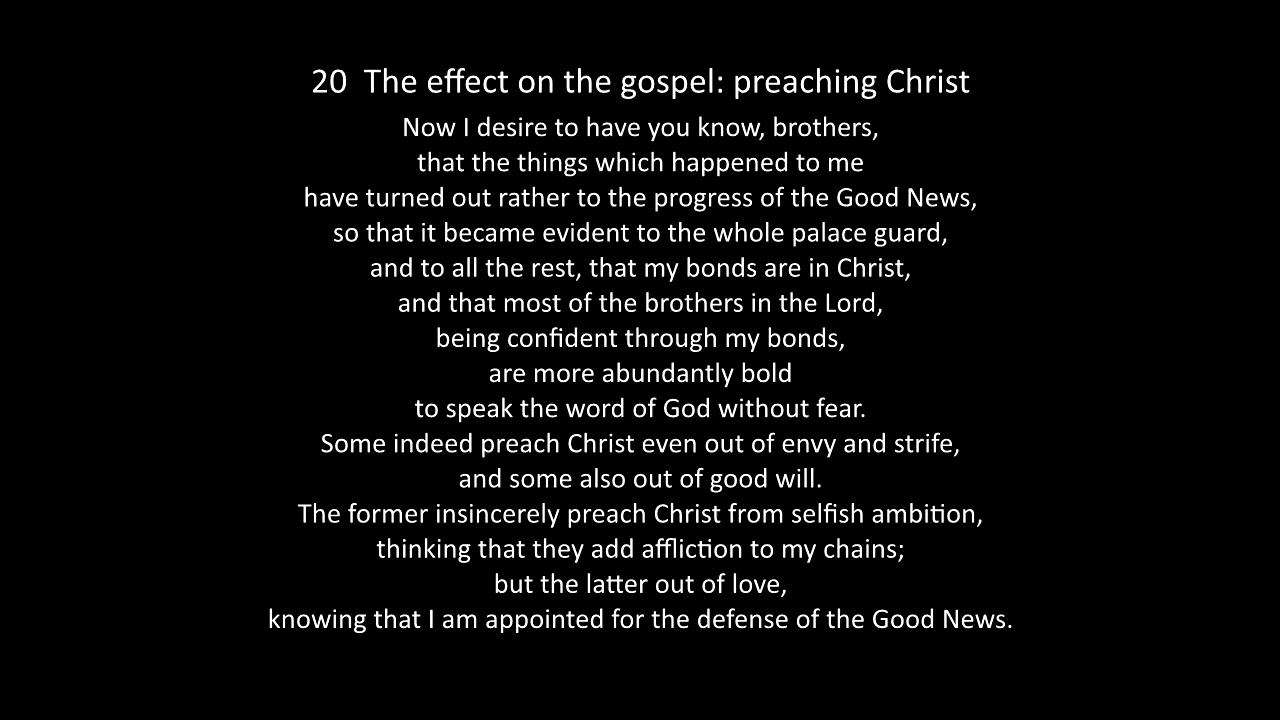 20  The effect on the gospel: preaching Christ
Now I desire to have you know, brothers,
that the things which happened to me
have turned out rather to the progress of the Good News,
so that it became evident to the whole palace guard,
and to all the rest, that my bonds are in Christ,
and that most of the brothers in the Lord,
being confident through my bonds,
are more abundantly bold
to speak the word of God without fear.
Some indeed preach Christ even out of envy and strife,
and some also out of good will.
The former insincerely preach Christ from selfish ambition,
thinking that they add affliction to my chains;
but the latter out of love,
knowing that I am appointed for the defense of the Good News.